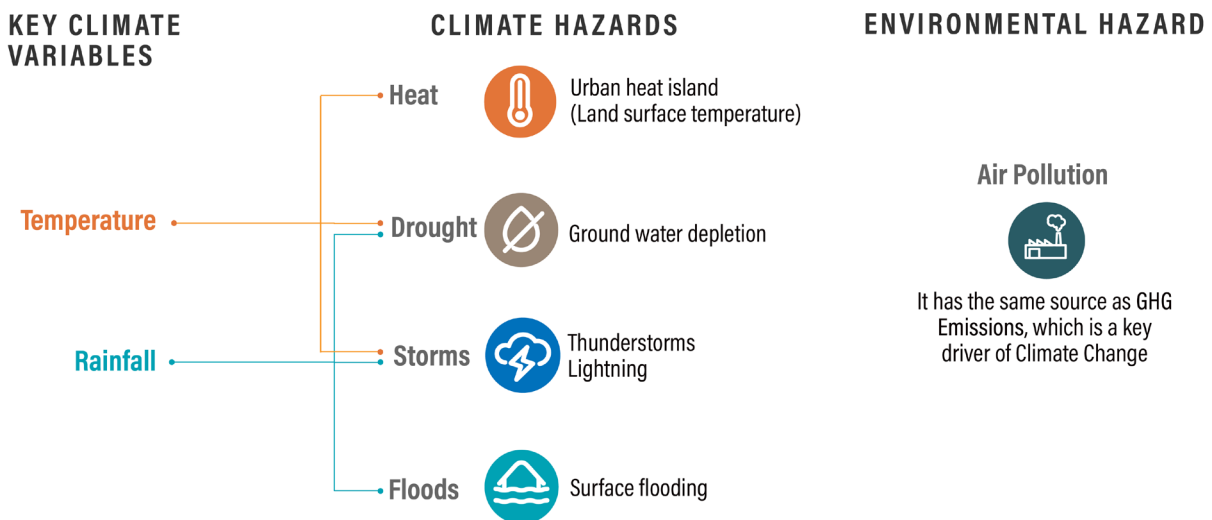 KEY CLIMATE
VARIABLES
CLIMATE HAZARDS
ENVIRONMENTAL HAZARD
Temperature
Rainfall
Heat
Urban heat island
(Land surface temperature)
Drought
Ground water depletion
Storms
Thunderstorms
Lightning
Floods
Surface flooding
Air Pollution
It has the same source as GHG
Emissions, which is a key
driver of Climate Change